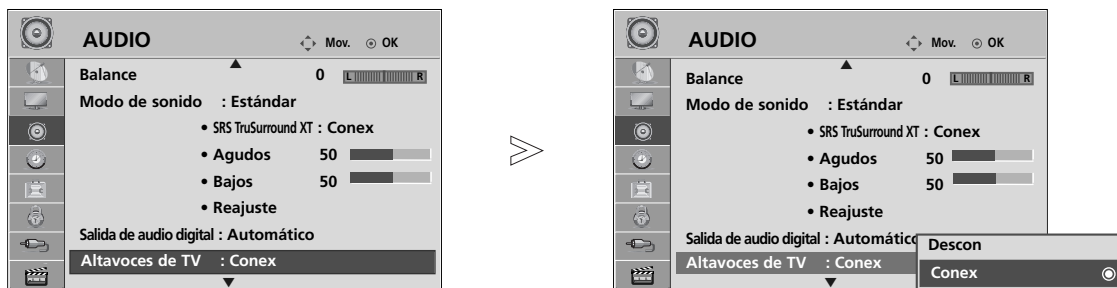 AUDIO Mov. OK
Balance 0 L R
Modo de sonido : Estándar
• SRS TruSurround XT : Conex
• Agudos 50
• Bajos 50
• Reajuste
Salida de audio digital : Automático
Altavoces de TV : Conex
AUDIO Mov. OK
Balance 0 L R
Modo de sonido : Estándar
• SRS TruSurround XT : Conex
• Agudos 50
• Bajos 50
• Reajuste
Salida de audio digital : Automático
Altavoces de TV : Conex
Descon
Conex